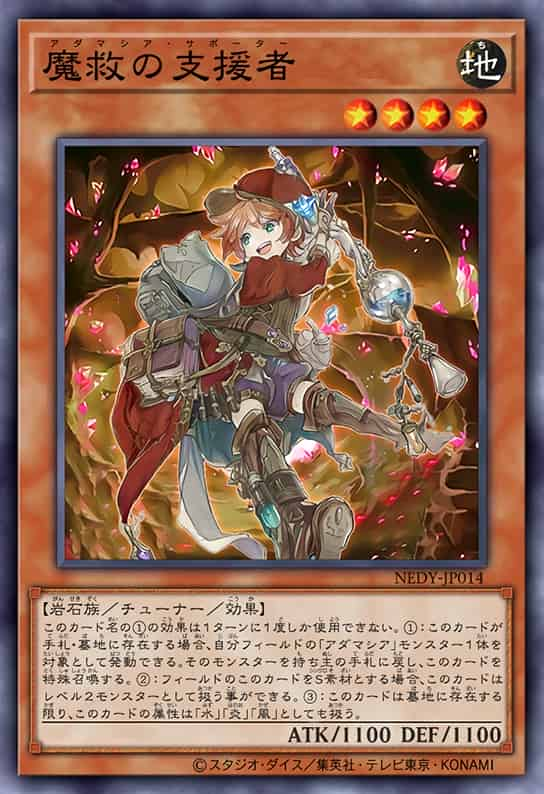 アダマシア・サポーター
魔救の支援者
ち
地
NEDY-JP014
【岩石族／チューナー／効果】
このカード名の①の効果は1ターンに1度しか使用できない。①：このカードが
手札・墓地に存在する場合、自分フィールドの「アダマシア」モンスター1体を
対象として発動できる。そのモンスターを持ち主の手札に戻し、このカードを
特殊召喚する。②：フィールドのこのカードをS素材とする場合、このカードは
レベル2モンスターとして扱う事ができる。③：このカードは墓地に存在する
限り、このカードの属性は「水」「炎」「風」としても扱う。
ATK/1100 DEF/1100
©スタジオ・ダイス／集英社・テレビ東京・KONAMI